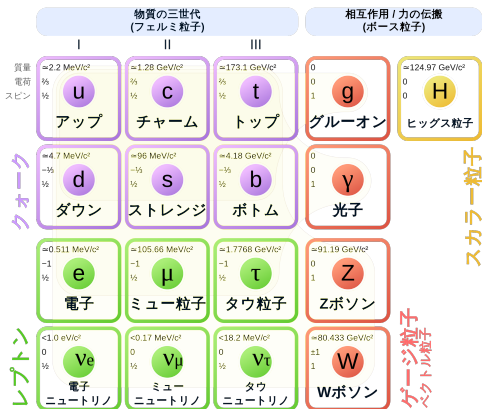 物質の三世代
(フェルミ粒子)
相互作用 / 力の伝搬
(ボース粒子)
I
II
III
質量
電荷
スピン
≃2.2 MeV/c²
⅔
½
u
アップ
≃1.28 GeV/c²
⅔
½
c
チャーム
≃173.1 GeV/c²
⅔
½
t
トップ
0
0
1
g
グルーオン
≃124.97 GeV/c²
0
0
H
ヒッグス粒子
クォーク
≃4.7 MeV/c²
−⅓
½
d
ダウン
≃96 MeV/c²
−⅓
½
s
ストレンジ
≃4.18 GeV/c²
−⅓
½
b
ボトム
0
0
1
γ
光子
スカラー粒子
≃0.511 MeV/c²
−1
½
e
電子
≃105.66 MeV/c²
−1
½
μ
ミュー粒子
≃1.7768 GeV/c²
−1
½
τ
タウ粒子
≃91.19 GeV/c²
0
1
Z
Zボソン
レプトン
<1.0 eV/c²
0
½
νe
電子
ニュートリノ
<0.17 MeV/c²
0
½
νμ
ミュー
ニュートリノ
<18.2 MeV/c²
0
½
ντ
タウ
ニュートリノ
≃80.433 GeV/c²
±1
1
W
Wボソン
ゲージ粒子
ベクトル粒子